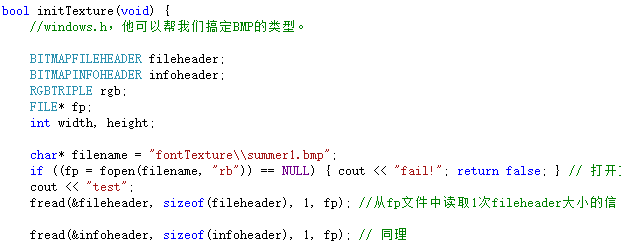 bool initTexture(void) {
//windows.h，他可以帮我们搞定BMP的类型。
BITMAPFILEHEADER fileheader;
BITMAPINFOHEADER infoheader;
RGBTRIPLE rgb;
FILE* fp;
int width, height;
char* filename = "fontTexture\\summer1.bmp";
if ((fp = fopen(filename, "rb")) == NULL) { cout << "fail!"; return false; } // 打开
cout << "test";
fread(&fileheader, sizeof(fileheader), 1, fp); //从fp文件中读取1次fileheader大小的信
fread(&infoheader, sizeof(infoheader), 1, fp); // 同理